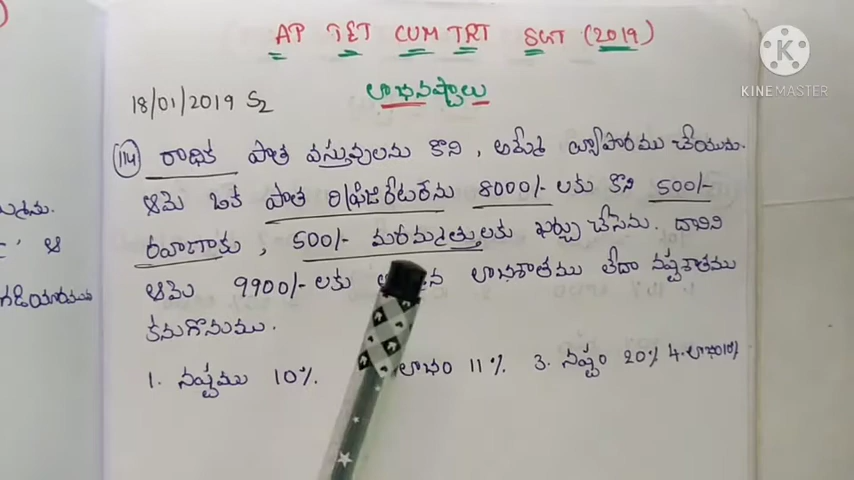 AP TET CUM TRT SGT (2019)
KINEMASTER
లాభనష్టాలు
18/01/2019 S2
114 రాధిక పాత వస్తువులను కొని, అమ్మే వ్యాపారము చేయును.
ఆమె ఒక పాత రిఫ్రిజిరేటరును 8000/- లకు కొని 500/-
రవాణాకు, 500/- మరమ్మత్తులకు ఖర్చు చేసెను. దానిని
ఆమె 9900/- లకు లాభశాతము లేదా నష్టశాతము
కనుగొనుము.
1. నష్టము 10%. లాభం 11%. 3. నష్టం 20% 4. లాభం 10%